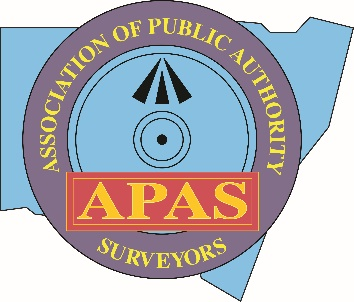 ASSOCIATION OF PUBLIC AUTHORITY
APAS
SURVEYORS